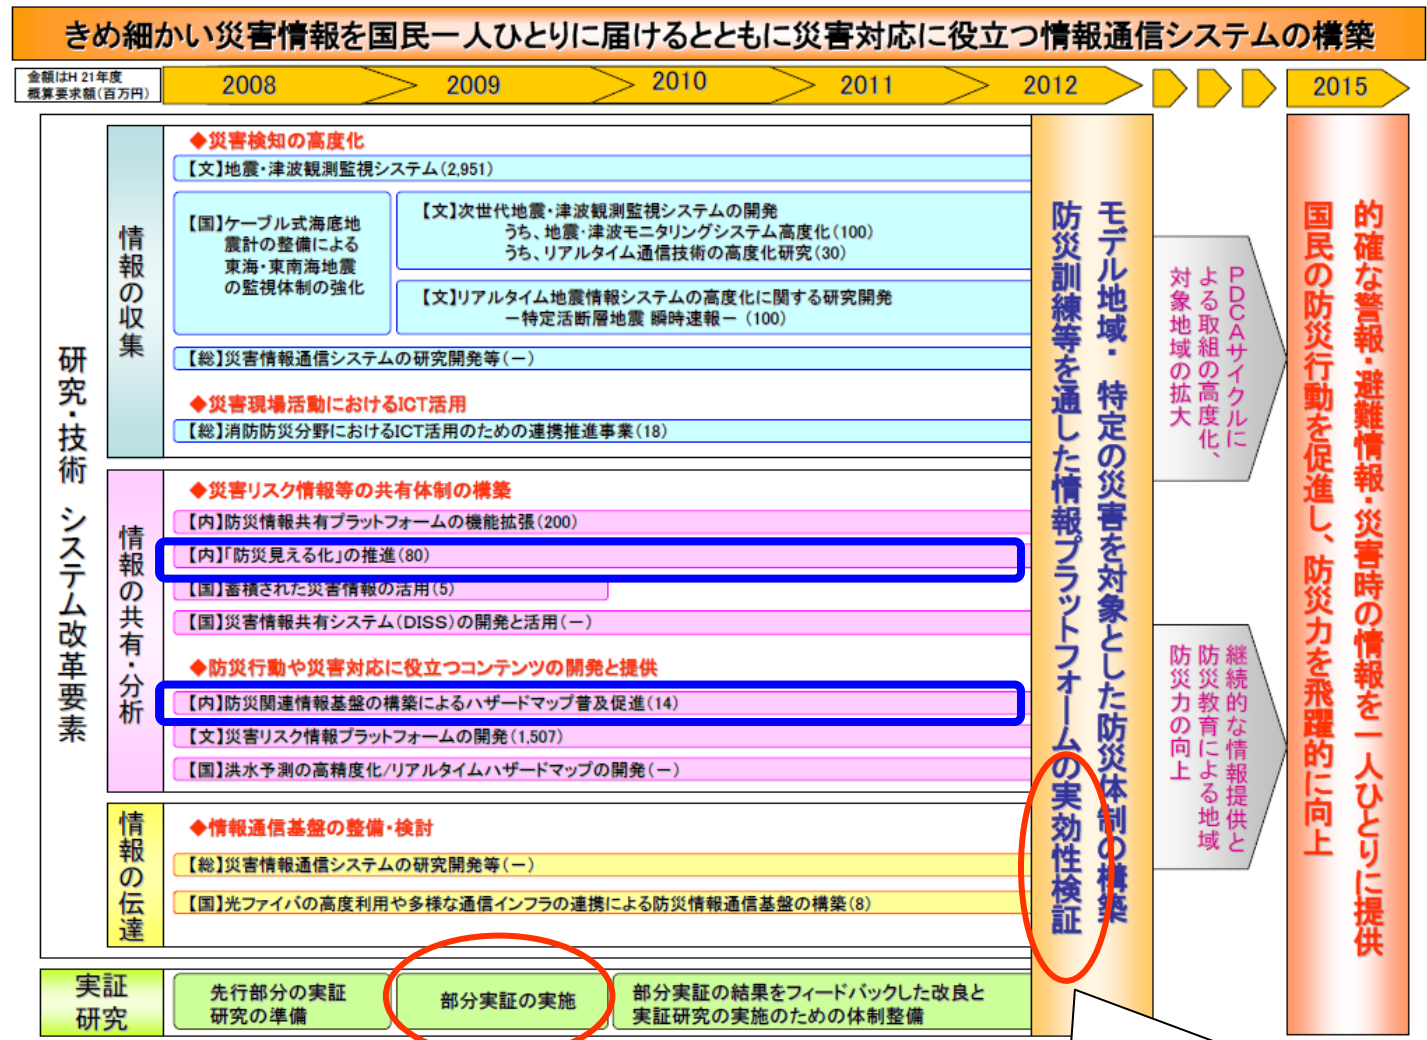 きめ細かい災害情報を国民一人ひとりに届けるとともに災害対応に役立つ情報通信システムの構築
金額はH 21年度
概算要求額(百万円)
2008
2009
2010
2011
2012
2015
研究・技術 システム改革要素
情報の収集
◆災害検知の高度化
【文】地震・津波観測監視システム(2,951)
【国】ケーブル式海底地
震計の整備による
東海・東南海地震
の監視体制の強化
【文】次世代地震・津波観測監視システムの開発
うち、地震・津波モニタリングシステム高度化(100)
うち、リアルタイム通信技術の高度化研究(30)
【文】リアルタイム地震情報システムの高度化に関する研究開発
－特定活断層地震 瞬時速報－ (100)
【総】災害情報通信システムの研究開発等(－)
◆災害現場活動におけるICT活用
【総】消防防災分野におけるICT活用のための連携推進事業(18)
情報の共有・分析
◆災害リスク情報等の共有体制の構築
【内】防災情報共有プラットフォームの機能拡張(200)
【内】「防災見える化」の推進(80)
【国】蓄積された災害情報の活用(5)
【国】災害情報共有システム(DISS)の開発と活用(－)
◆防災行動や災害対応に役立つコンテンツの開発と提供
【内】防災関連情報基盤の構築によるハザードマップ普及促進(14)
【文】災害リスク情報プラットフォームの開発(1,507)
【国】洪水予測の高精度化/リアルタイムハザードマップの開発(－)
情報の伝達
◆情報通信基盤の整備・検討
【総】災害情報通信システムの研究開発等(－)
【国】光ファイバの高度利用や多様な通信インフラの連携による防災情報通信基盤の構築(8)
実証
研究
先行部分の実証
研究の準備
部分実証の実施
部分実証の結果をフィードバックした改良と
実証研究の実施のための体制整備
モデル地域・ 特定の災害を対象とした防災体制の構築
防災訓練等を通した情報プラットフォームの実効性検証
PDCAサイクルに
よる取組の高度化、
対象地域の拡大
継続的な情報提供と
防災教育による地域
防災力の向上
的確な警報・避難情報・災害時の情報を一人ひとりに提供
国民の防災行動を促進し、防災力を飛躍的に向上